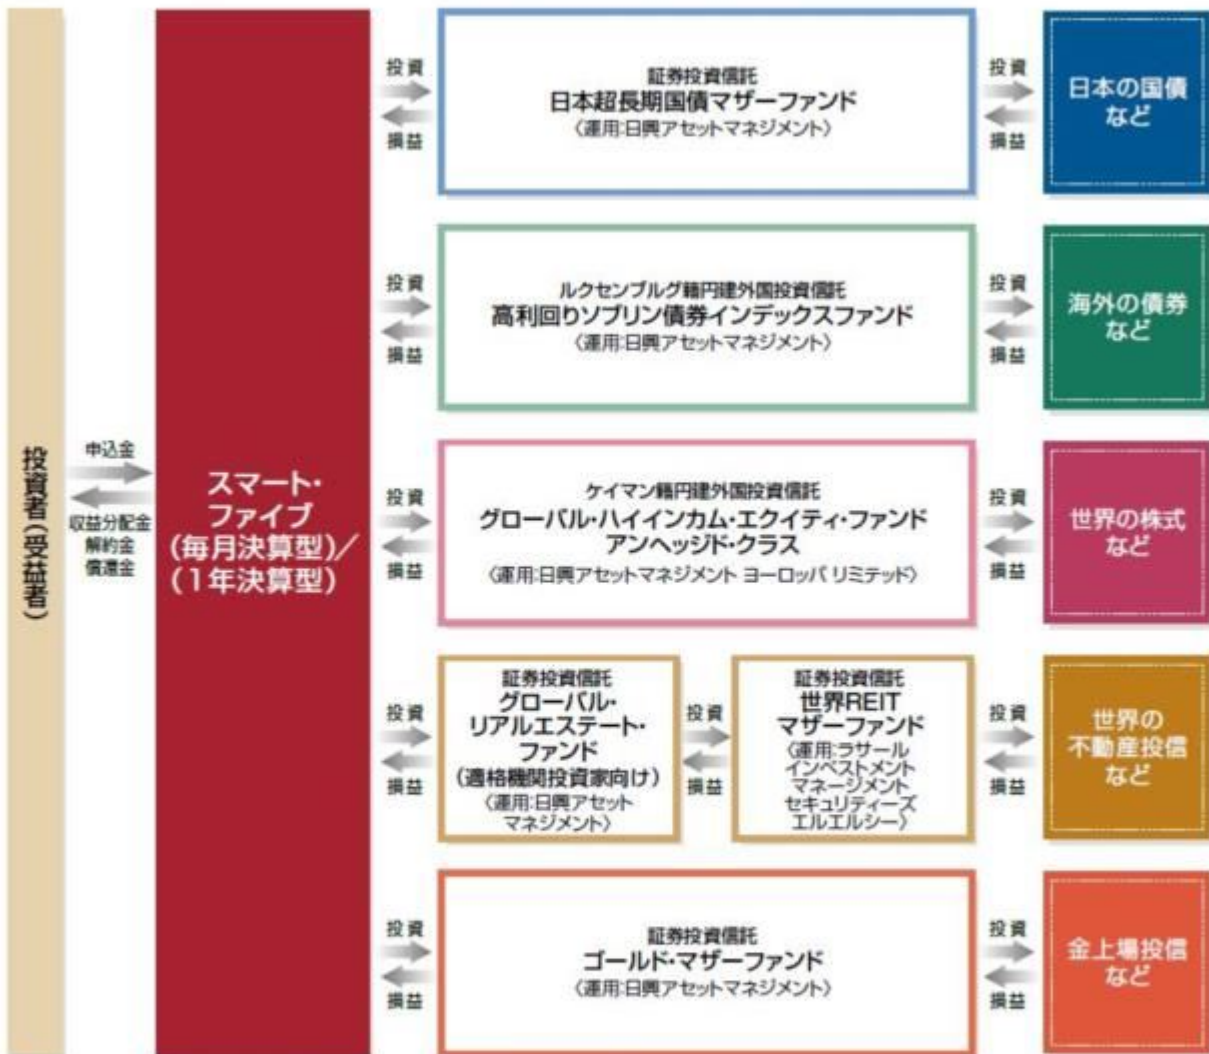 投資者(受益者)
申込金
収益分配金
解約金
償還金
スマート・
ファイブ
(毎月決算型)/
(1年決算型)
投資
損益
証券投資信託
日本超長期国債マザーファンド
〈運用:日興アセットマネジメント〉
投資
損益
日本の国債
など
投資
損益
ルクセンブルグ籍円建外国投資信託
高利回りソブリン債券インデックスファンド
〈運用:日興アセットマネジメント〉
投資
損益
海外の債券
など
投資
損益
ケイマン籍円建外国投資信託
グローバル・ハイインカム・エクイティ・ファンド
アンヘッジド・クラス
〈運用:日興アセットマネジメント ヨーロッパ リミテッド〉
投資
損益
世界の株式
など
投資
損益
証券投資信託
グローバル・
リアルエステート・
ファンド
(適格機関投資家向け)
〈運用:日興アセット
マネジメント〉
投資
損益
証券投資信託
世界REIT
マザーファンド
〈運用:ラサール
インベストメント
マネージメント
セキュリティーズ
エルエルシー〉
投資
損益
世界の
不動産投信
など
投資
損益
証券投資信託
ゴールド・マザーファンド
〈運用:日興アセットマネジメント〉
投資
損益
金上場投信
など